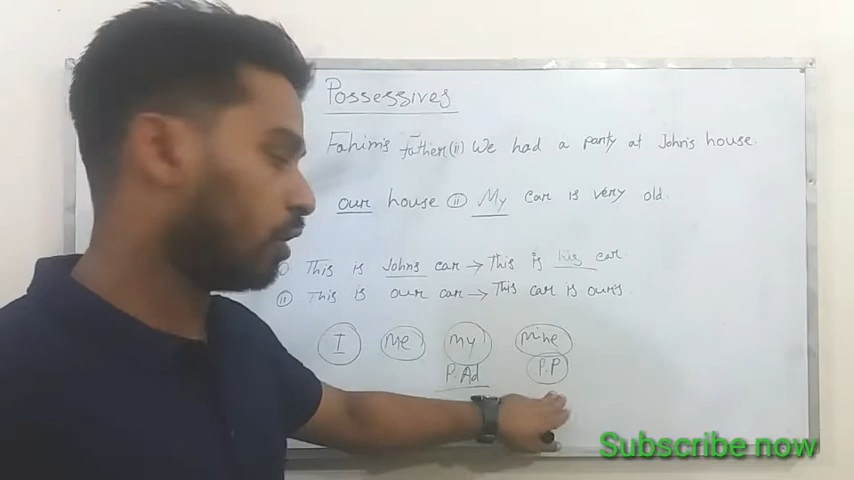 Possessives
Fahim's father (ii) We had a party at John's house.
our house (ii) My car is very old.
This is John's car → This is his car.
(ii) This is our car → This car is ours.
I me my mine
P. Ad P.P
Subscribe now